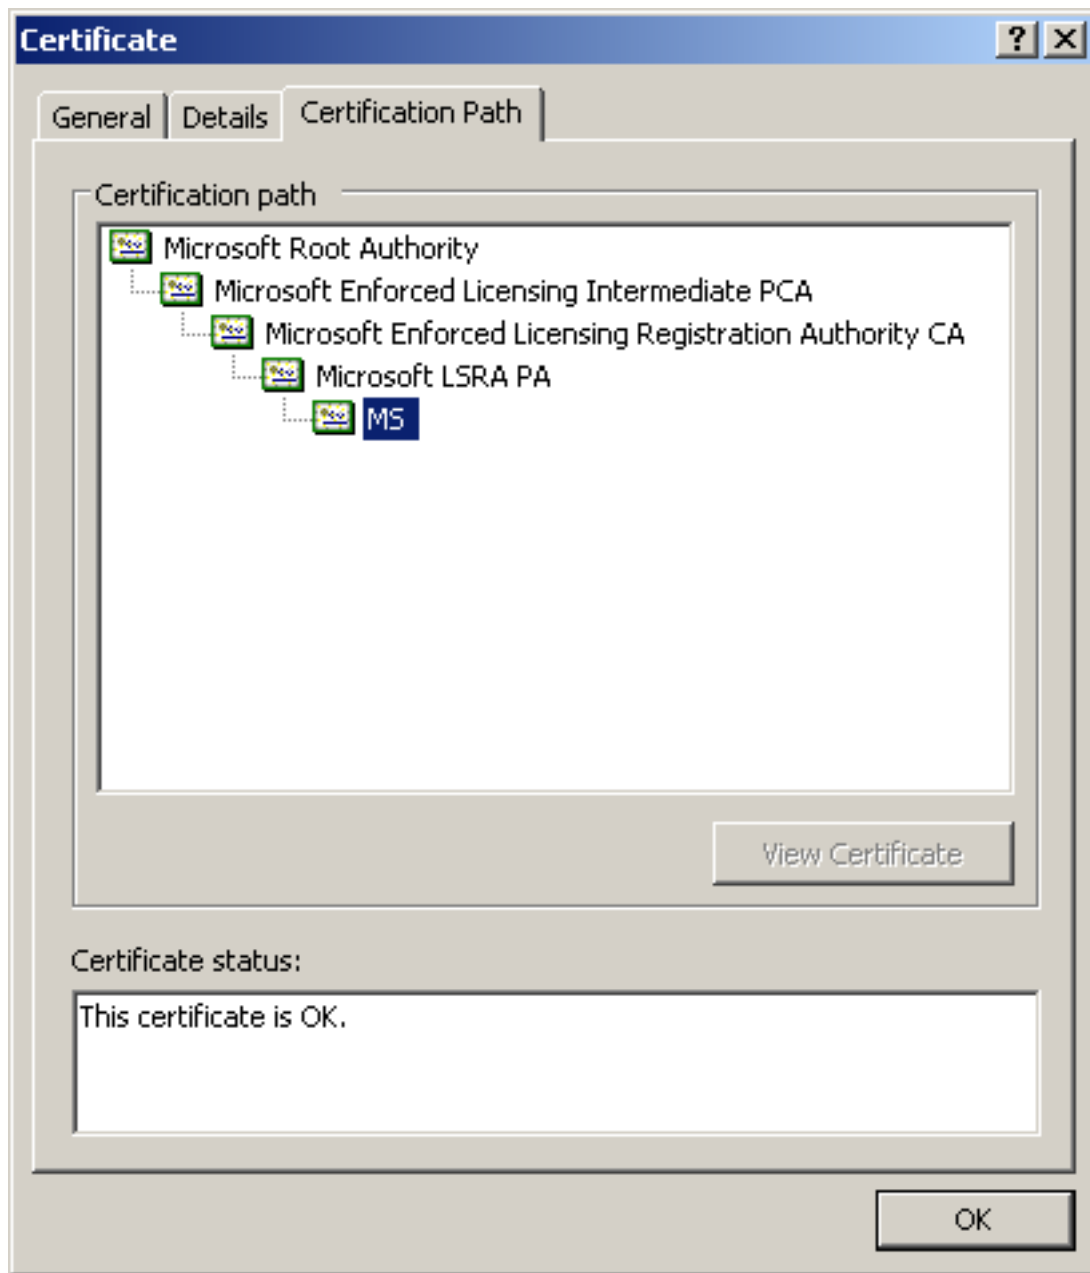 Certificate
General Details Certification Path
Certification path
Microsoft Root Authority
Microsoft Enforced Licensing Intermediate PCA
Microsoft Enforced Licensing Registration Authority CA
Microsoft LSRA PA
MS
View Certificate
Certificate status:
This certificate is OK.
OK